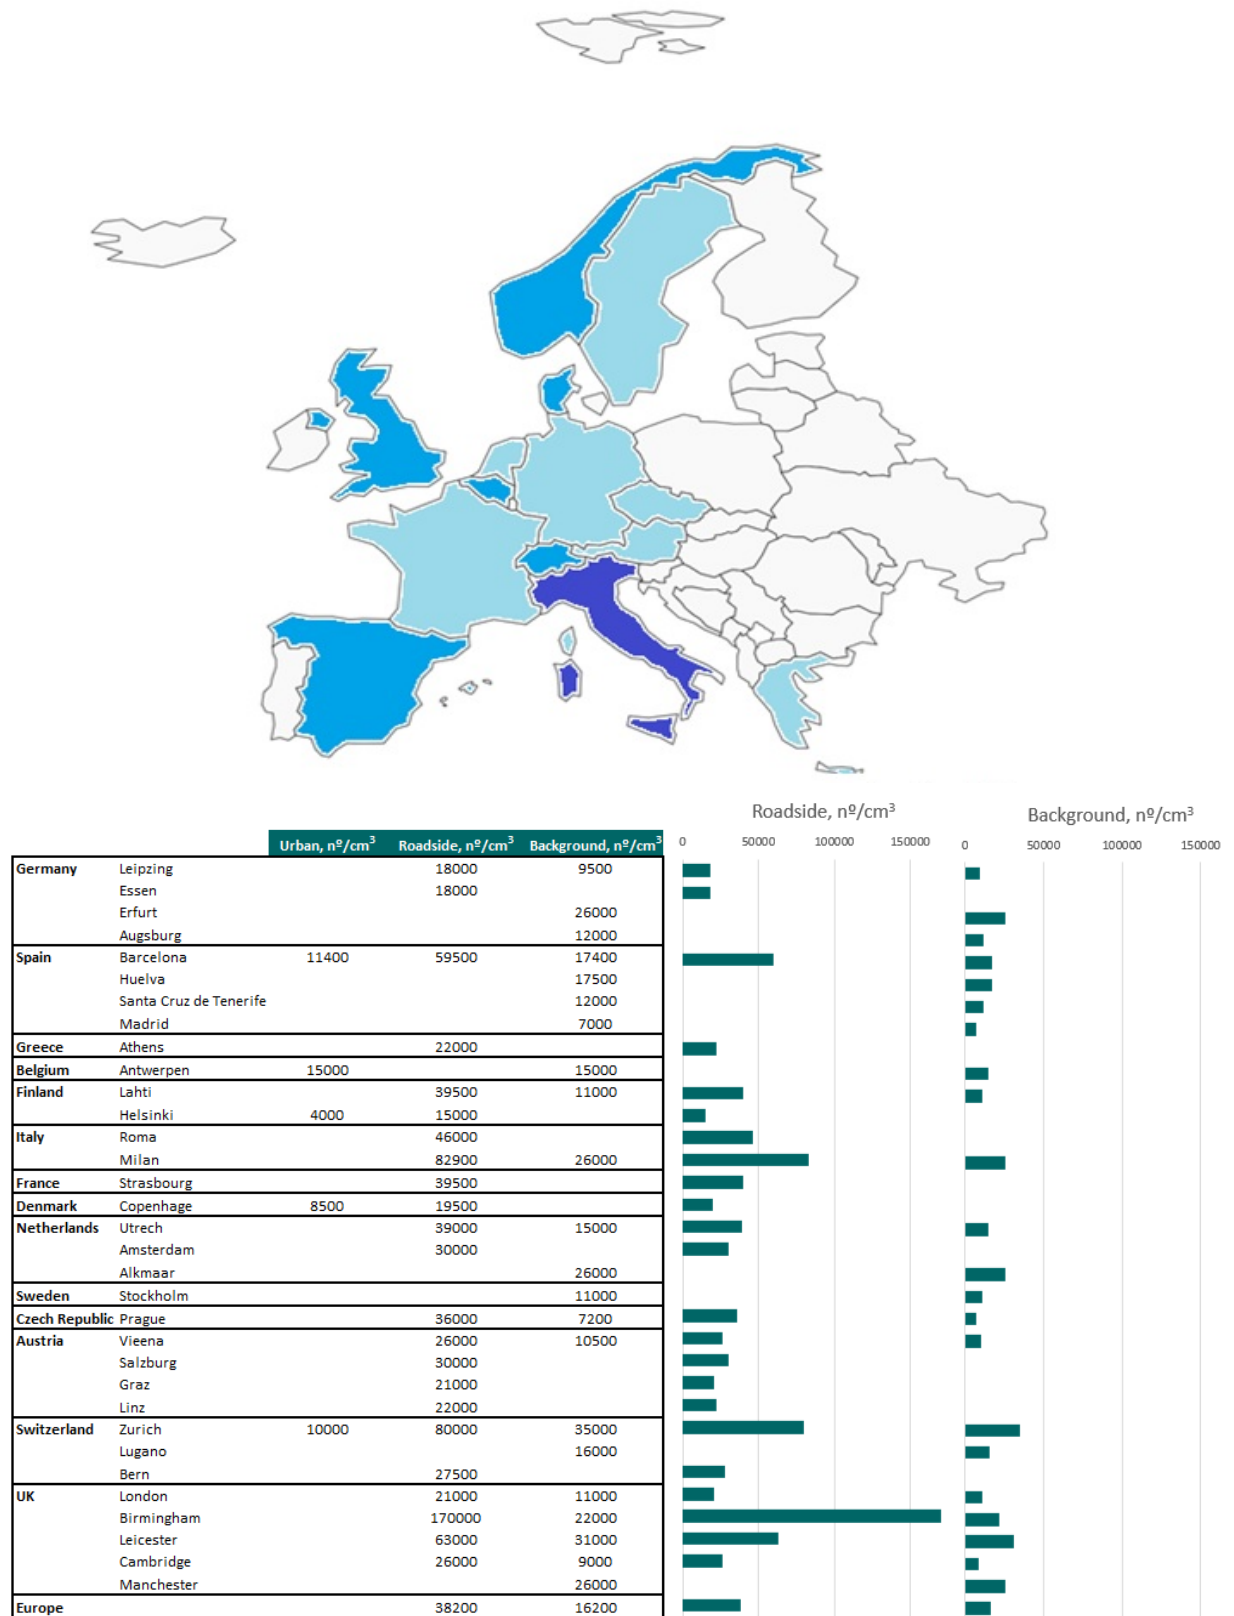 Roadside, nº/cm³
Background, nº/cm³
Urban, nº/cm³ Roadside, nº/cm³ Background, nº/cm³ 0 50000 100000 150000 0 50000 100000 150000
Germany Leipzing 18000 9500
Essen 18000
Erfurt 26000
Augsburg 12000
Spain Barcelona 11400 59500 17400
Huelva 17500
Santa Cruz de Tenerife 12000
Madrid 7000
Greece Athens 22000
Belgium Antwerpen 15000 15000
Finland Lahti 39500 11000
Helsinki 4000 15000
Italy Roma 46000
Milan 82900 26000
France Strasbourg 39500
Denmark Copenhage 8500 19500
Netherlands Utrech 39000 15000
Amsterdam 30000
Alkmaar 26000
Sweden Stockholm 11000
Czech Republic Prague 36000 7200
Austria Vieena 26000 10500
Salzburg 30000
Graz 21000
Linz 22000
Switzerland Zurich 10000 80000 35000
Lugano 16000
Bern 27500
UK London 21000 11000
Birmingham 170000 22000
Leicester 63000 31000
Cambridge 26000 9000
Manchester 26000
Europe 38200 16200